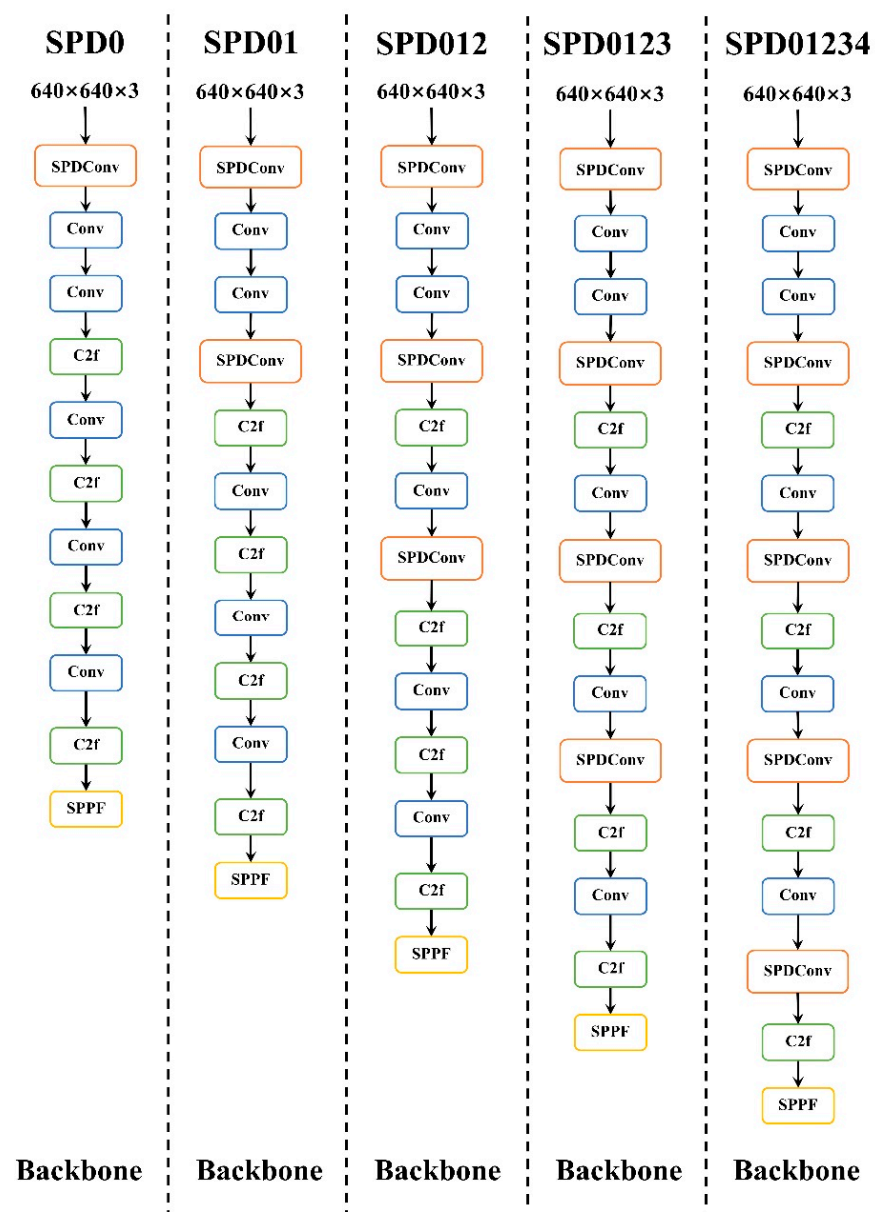 SPD0
640×640×3
SPDConv
Conv
Conv
C2f
Conv
C2f
Conv
C2f
Conv
C2f
SPPF
Backbone
SPD01
640×640×3
SPDConv
Conv
Conv
SPDConv
C2f
Conv
C2f
Conv
C2f
Conv
C2f
SPPF
Backbone
SPD012
640×640×3
SPDConv
Conv
Conv
SPDConv
C2f
Conv
SPDConv
C2f
Conv
C2f
Conv
C2f
SPPF
Backbone
SPD0123
640×640×3
SPDConv
Conv
Conv
SPDConv
C2f
Conv
SPDConv
C2f
Conv
SPDConv
C2f
Conv
C2f
SPPF
Backbone
SPD01234
640×640×3
SPDConv
Conv
Conv
SPDConv
C2f
Conv
SPDConv
C2f
Conv
SPDConv
C2f
Conv
SPDConv
C2f
SPPF
Backbone